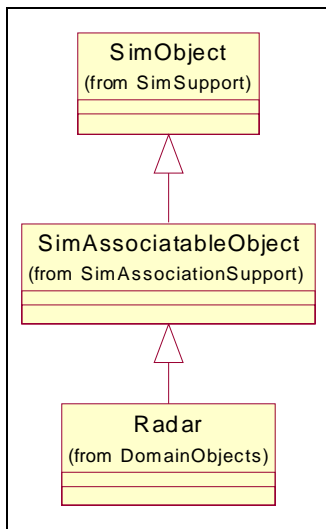 SimObject
(from SimSupport)
SimAssociatableObject
(from SimAssociationSupport)
Radar
(from DomainObjects)